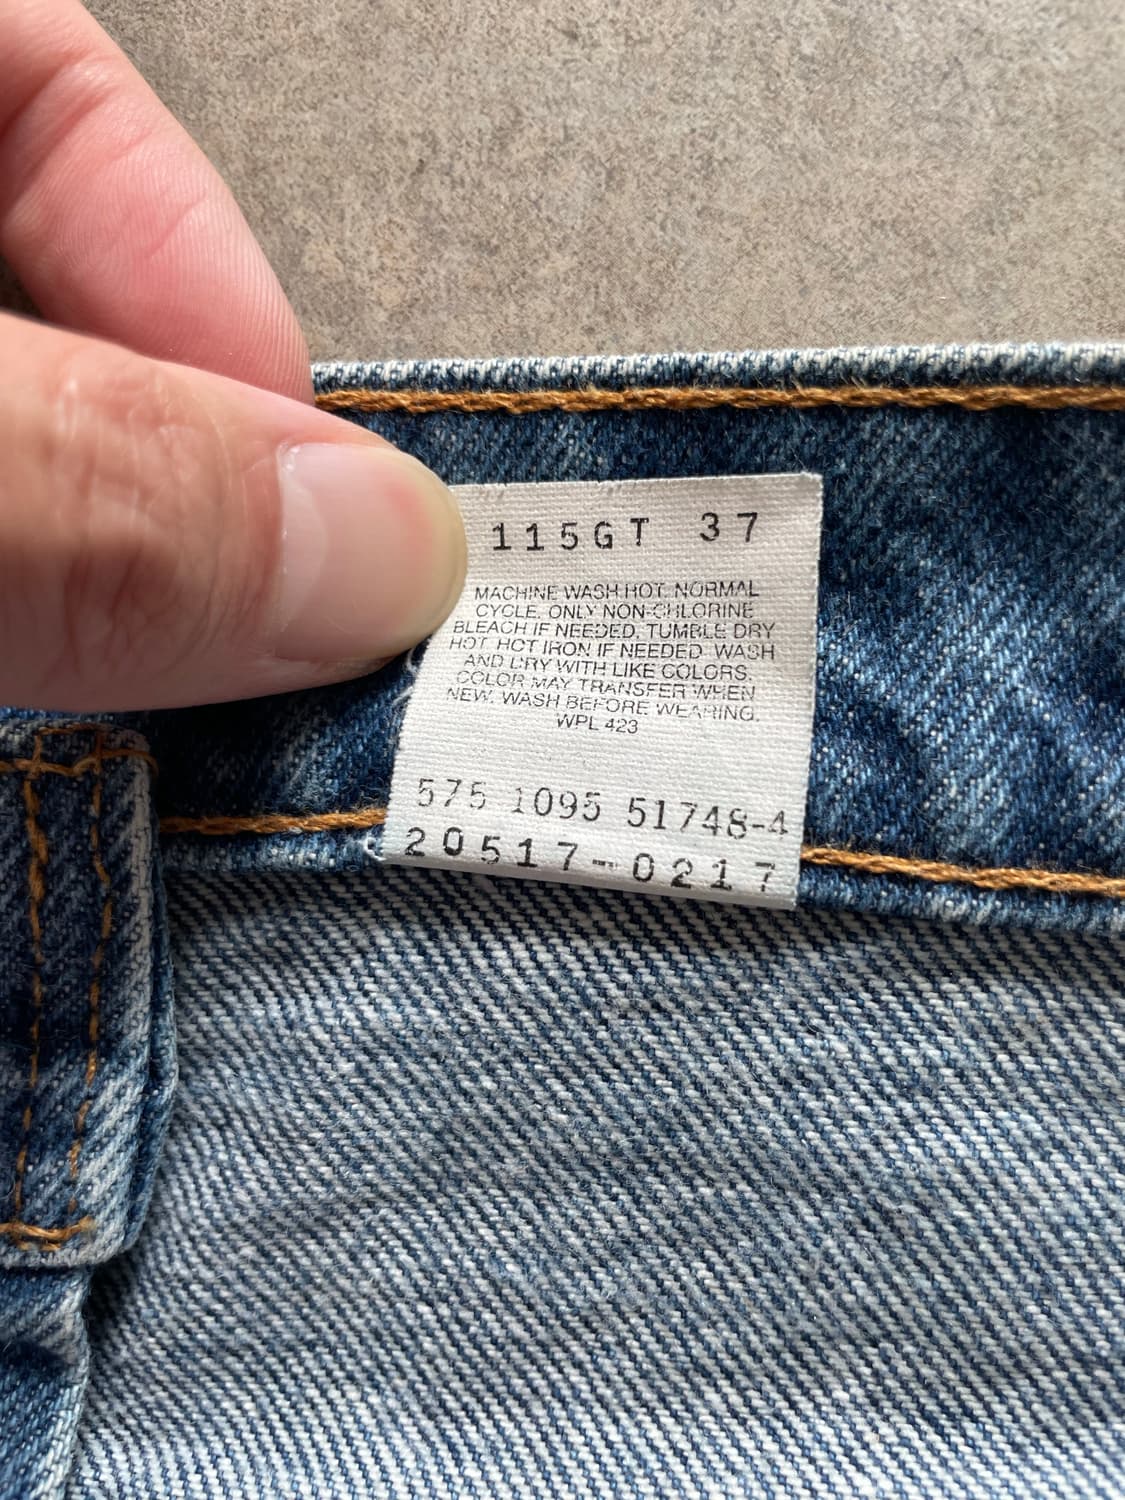 115GT 37
MACHINE WASH HOT, NORMAL
CYCLE. ONLY NON-CHLORINE
BLEACH IF NEEDED. TUMBLE DRY
HOT HOT IRON IF NEEDED. WASH
AND DRY WITH LIKE COLORS.
COLOR MAY TRANSFER WHEN
NEW. WASH BEFORE WEARING.
WPL 423
575 1095 51748-4
20517-0217